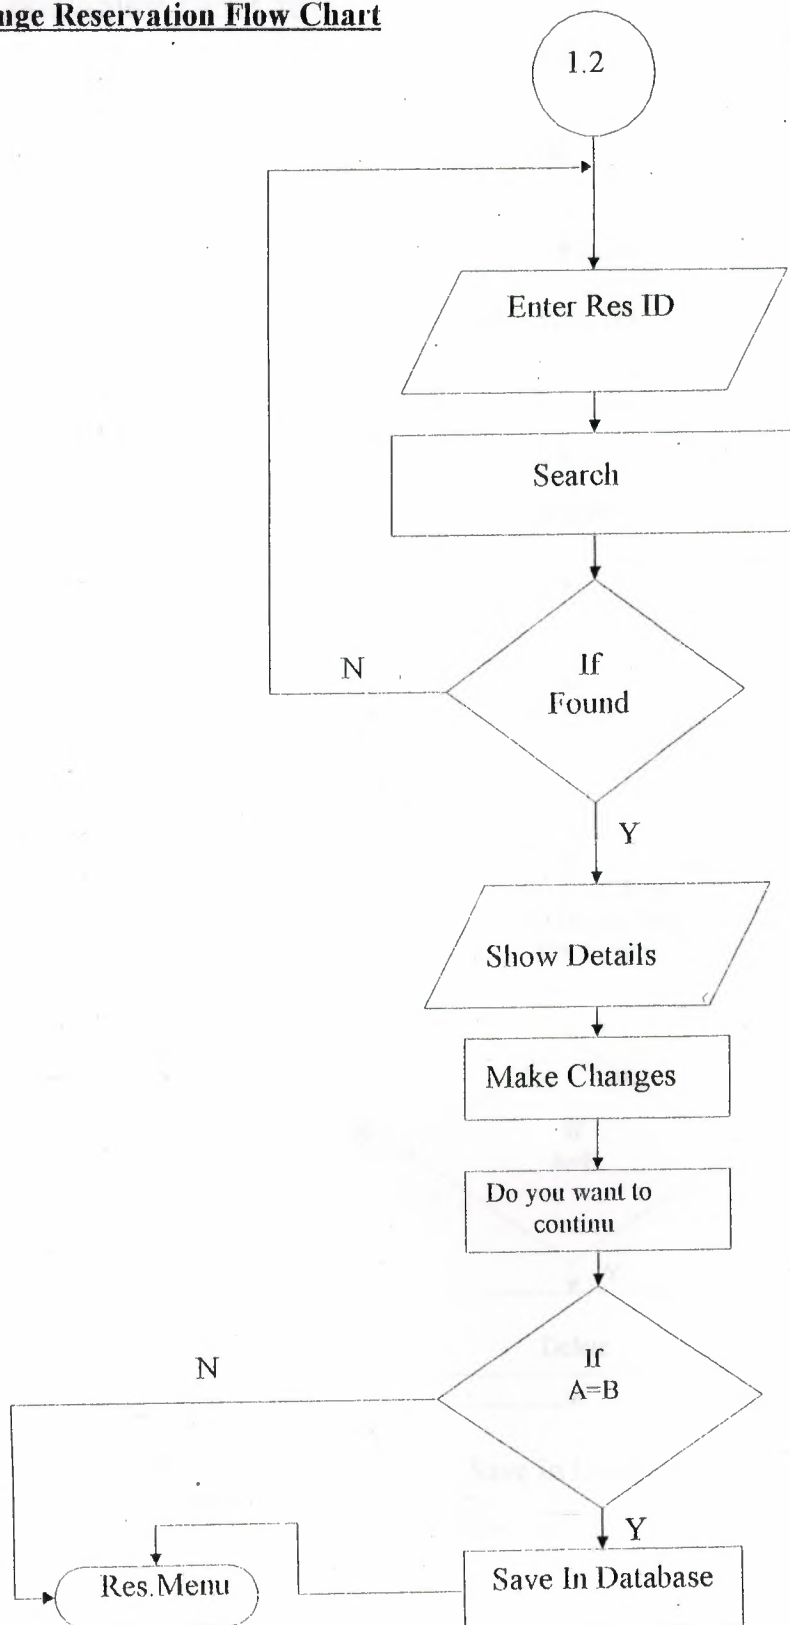 nge Reservation Flow Chart
1.2
Enter Res ID
Search
If
Found
N
Y
Show Details
Make Changes
Do you want to
continu
If
A=B
N
Y
Save In Database
Res.Menu